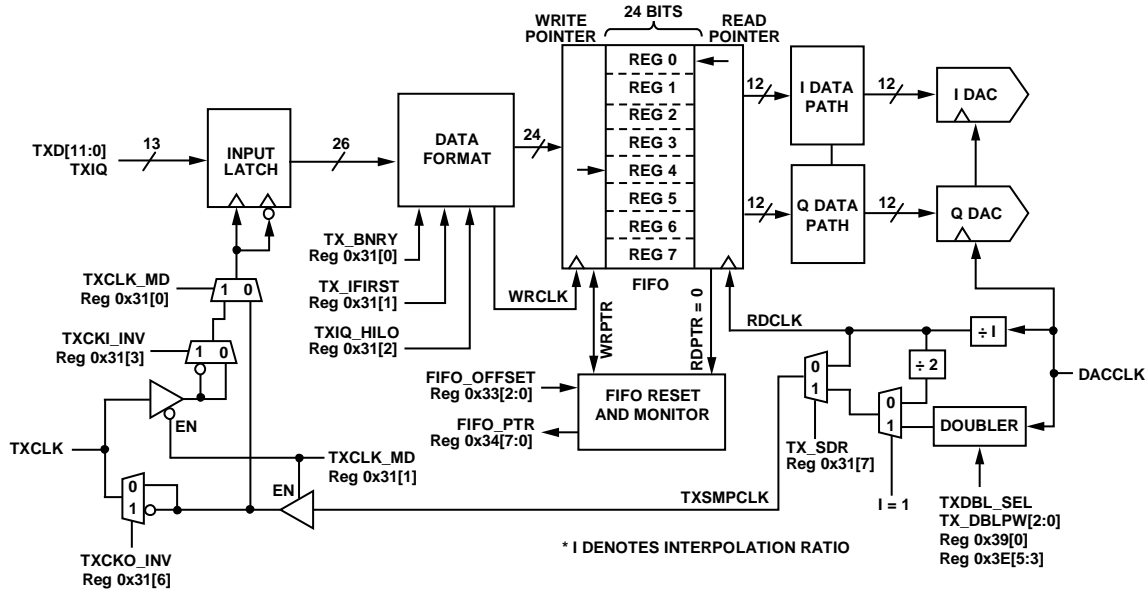 24 BITS
WRITE
POINTER
READ
POINTER
REG 0
REG 1
REG 2
REG 3
REG 4
REG 5
REG 6
REG 7
FIFO
TXD[11:0]
TXIQ
13
INPUT
LATCH
26
DATA
FORMAT
24
12
I DATA
PATH
12
I DAC
12
Q DATA
PATH
12
Q DAC
TX_BNRY
Reg 0x31[0]
TX_IFIRST
Reg 0x31[1]
TXIQ_HILO
Reg 0x31[2]
WRCLK
WRPTR
RDPTR = 0
RDCLK
÷ I
÷ 2
DACCLK
TXCLK_MD
Reg 0x31[0]
1 0
TXCKI_INV
Reg 0x31[3]
1 0
EN
TXCLK
TXCLK_MD
Reg 0x31[1]
EN
0
1
TXCKO_INV
Reg 0x31[6]
FIFO_OFFSET
Reg 0x33[2:0]
FIFO_PTR
Reg 0x34[7:0]
FIFO RESET
AND MONITOR
0
1
TX_SDR
Reg 0x31[7]
0
1
I = 1
DOUBLER
TXSMPCLK
TXDBL_SEL
TX_DBLPW[2:0]
Reg 0x39[0]
Reg 0x3E[5:3]
* I DENOTES INTERPOLATION RATIO